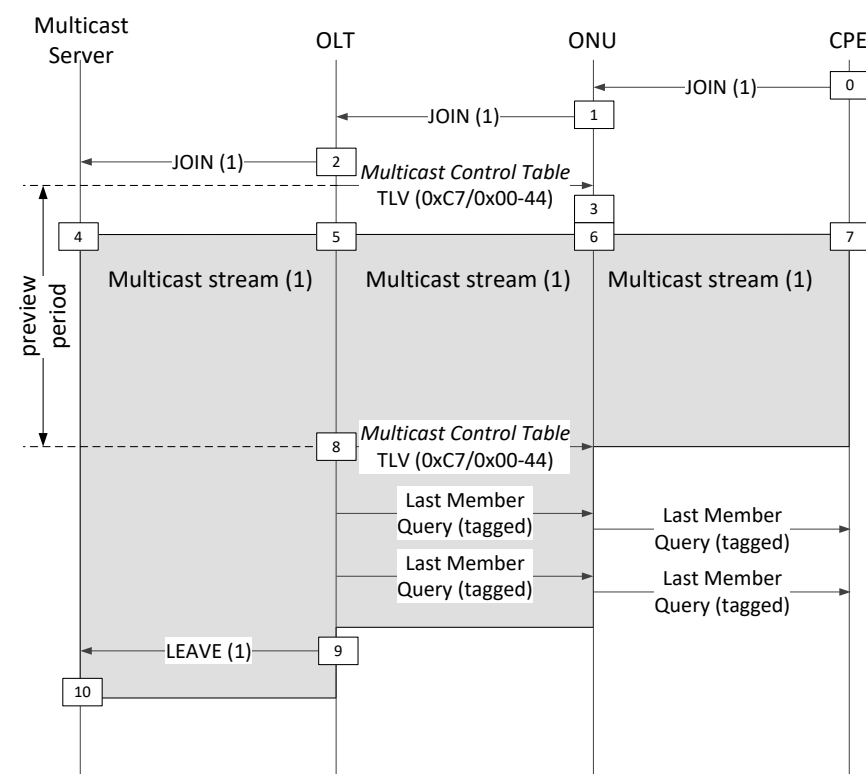 Multicast
Server
OLT
ONU
CPE
0
JOIN (1)
1
JOIN (1)
2
JOIN (1)
Multicast Control Table
TLV (0xC7/0x00-44)
3
4
5
6
7
Multicast stream (1)
Multicast stream (1)
Multicast stream (1)
preview
period
8
Multicast Control Table
TLV (0xC7/0x00-44)
Last Member
Query (tagged)
Last Member
Query (tagged)
Last Member
Query (tagged)
Last Member
Query (tagged)
LEAVE (1)
9
10